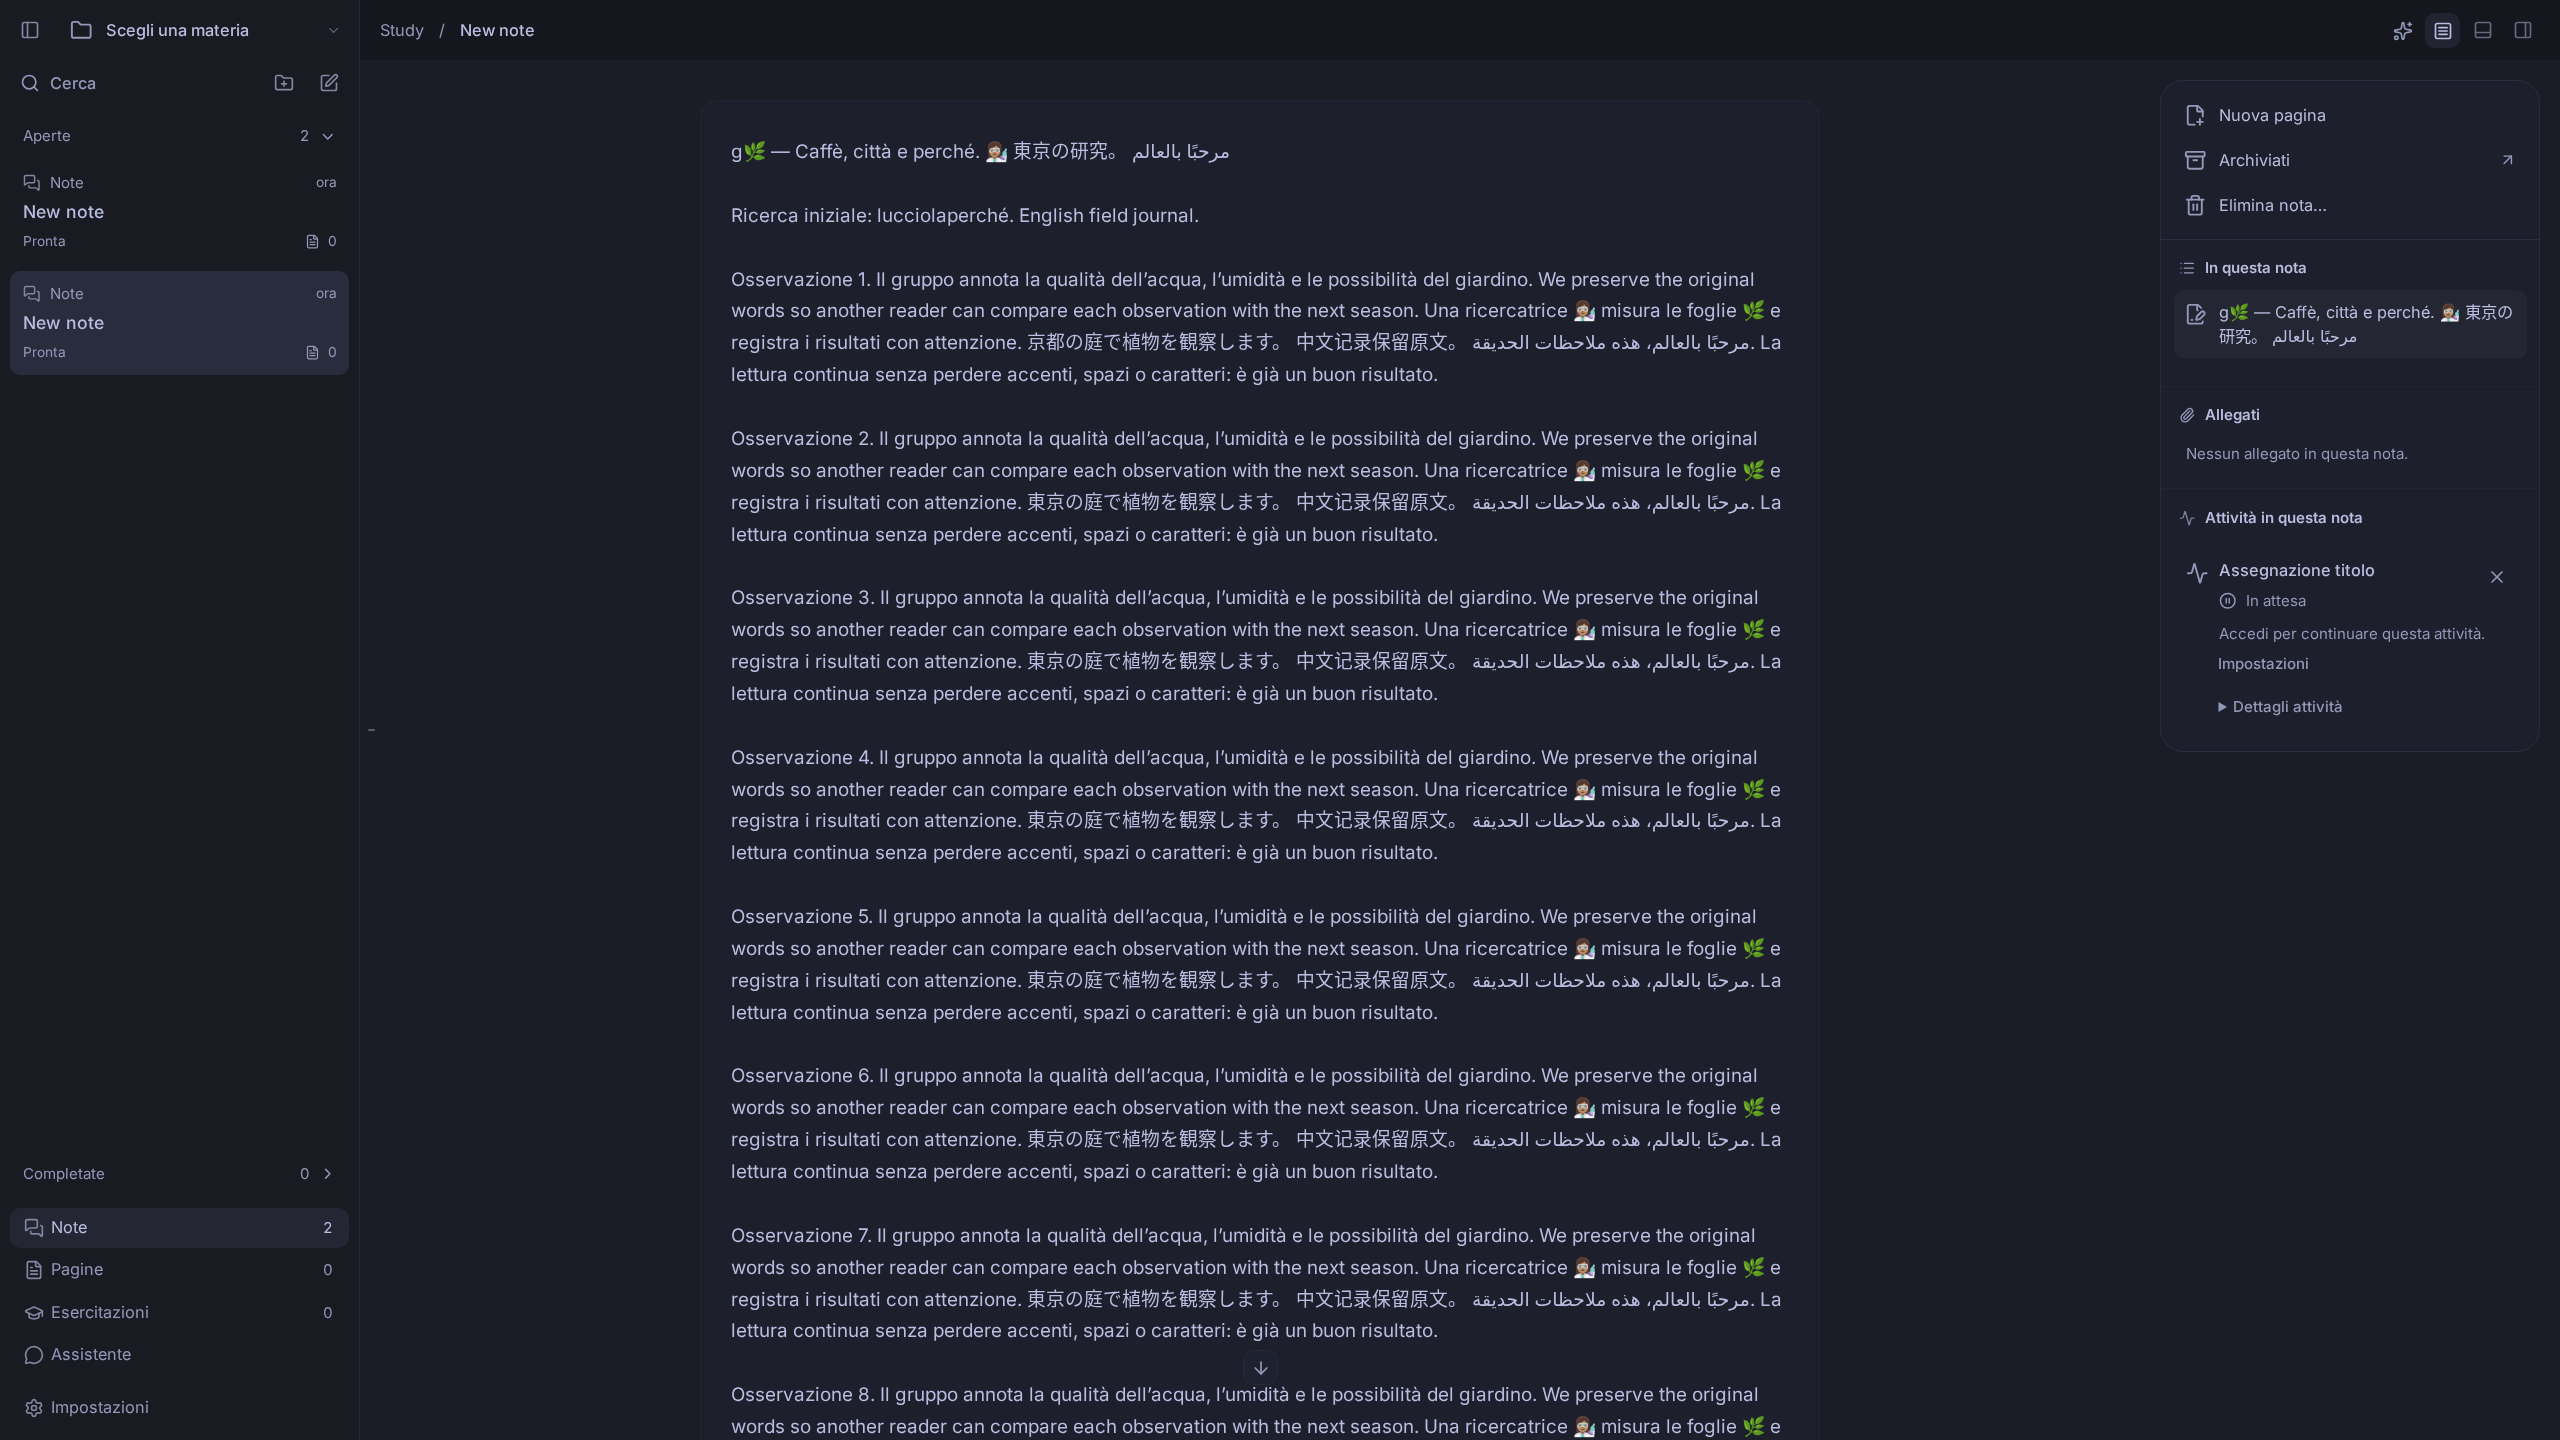 Scegli una materia
Cerca
Aperte 2
Note ora
New note
Pronta 0
Note ora
New note
Pronta 0
Completate 0
Note 2
Pagine 0
Esercitazioni 0
Assistente
Impostazioni
Study / New note
g🌿 — Caffè, città e perché. 👩🏽‍🔬 東京の研究。 مرحبًا بالعالم
Ricerca iniziale: lucciolaperché. English field journal.
Osservazione 1. Il gruppo annota la qualità dell’acqua, l’umidità e le possibilità del giardino. We preserve the original
words so another reader can compare each observation with the next season. Una ricercatrice 👩🏽‍🔬 misura le foglie 🌿 e
registra i risultati con attenzione. 京都の庭で植物を観察します。 中文记录保留原文。 مرحبًا بالعالم، هذه ملاحظات الحديقة. La
lettura continua senza perdere accenti, spazi o caratteri: è già un buon risultato.
Osservazione 2. Il gruppo annota la qualità dell’acqua, l’umidità e le possibilità del giardino. We preserve the original
words so another reader can compare each observation with the next season. Una ricercatrice 👩🏽‍🔬 misura le foglie 🌿 e
registra i risultati con attenzione. 東京の庭で植物を観察します。 中文记录保留原文。 مرحبًا بالعالم، هذه ملاحظات الحديقة. La
lettura continua senza perdere accenti, spazi o caratteri: è già un buon risultato.
Osservazione 3. Il gruppo annota la qualità dell’acqua, l’umidità e le possibilità del giardino. We preserve the original
words so another reader can compare each observation with the next season. Una ricercatrice 👩🏽‍🔬 misura le foglie 🌿 e
registra i risultati con attenzione. 東京の庭で植物を観察します。 中文记录保留原文。 مرحبًا بالعالم، هذه ملاحظات الحديقة. La
lettura continua senza perdere accenti, spazi o caratteri: è già un buon risultato.
Osservazione 4. Il gruppo annota la qualità dell’acqua, l’umidità e le possibilità del giardino. We preserve the original
words so another reader can compare each observation with the next season. Una ricercatrice 👩🏽‍🔬 misura le foglie 🌿 e
registra i risultati con attenzione. 東京の庭で植物を観察します。 中文记录保留原文。 مرحبًا بالعالم، هذه ملاحظات الحديقة. La
lettura continua senza perdere accenti, spazi o caratteri: è già un buon risultato.
Osservazione 5. Il gruppo annota la qualità dell’acqua, l’umidità e le possibilità del giardino. We preserve the original
words so another reader can compare each observation with the next season. Una ricercatrice 👩🏽‍🔬 misura le foglie 🌿 e
registra i risultati con attenzione. 東京の庭で植物を観察します。 中文记录保留原文。 مرحبًا بالعالم، هذه ملاحظات الحديقة. La
lettura continua senza perdere accenti, spazi o caratteri: è già un buon risultato.
Osservazione 6. Il gruppo annota la qualità dell’acqua, l’umidità e le possibilità del giardino. We preserve the original
words so another reader can compare each observation with the next season. Una ricercatrice 👩🏽‍🔬 misura le foglie 🌿 e
registra i risultati con attenzione. 東京の庭で植物を観察します。 中文记录保留原文。 مرحبًا بالعالم، هذه ملاحظات الحديقة. La
lettura continua senza perdere accenti, spazi o caratteri: è già un buon risultato.
Osservazione 7. Il gruppo annota la qualità dell’acqua, l’umidità e le possibilità del giardino. We preserve the original
words so another reader can compare each observation with the next season. Una ricercatrice 👩🏽‍🔬 misura le foglie 🌿 e
registra i risultati con attenzione. 東京の庭で植物を観察します。 中文记录保留原文。 مرحبًا بالعالم، هذه ملاحظات الحديقة. La
lettura continua senza perdere accenti, spazi o caratteri: è già un buon risultato.
Osservazione 8. Il gruppo annota la qualità dell’acqua, l’umidità e le possibilità del giardino. We preserve the original
words so another reader can compare each observation with the next season. Una ricercatrice 👩🏽‍🔬 misura le foglie 🌿 e
Nuova pagina
Archiviati
Elimina nota…
In questa nota
g🌿 — Caffè, città e perché. 👩🏽‍🔬 東京の
研究。 مرحبًا بالعالم
Allegati
Nessun allegato in questa nota.
Attività in questa nota
Assegnazione titolo
In attesa
Accedi per continuare questa attività.
Impostazioni
Dettagli attività